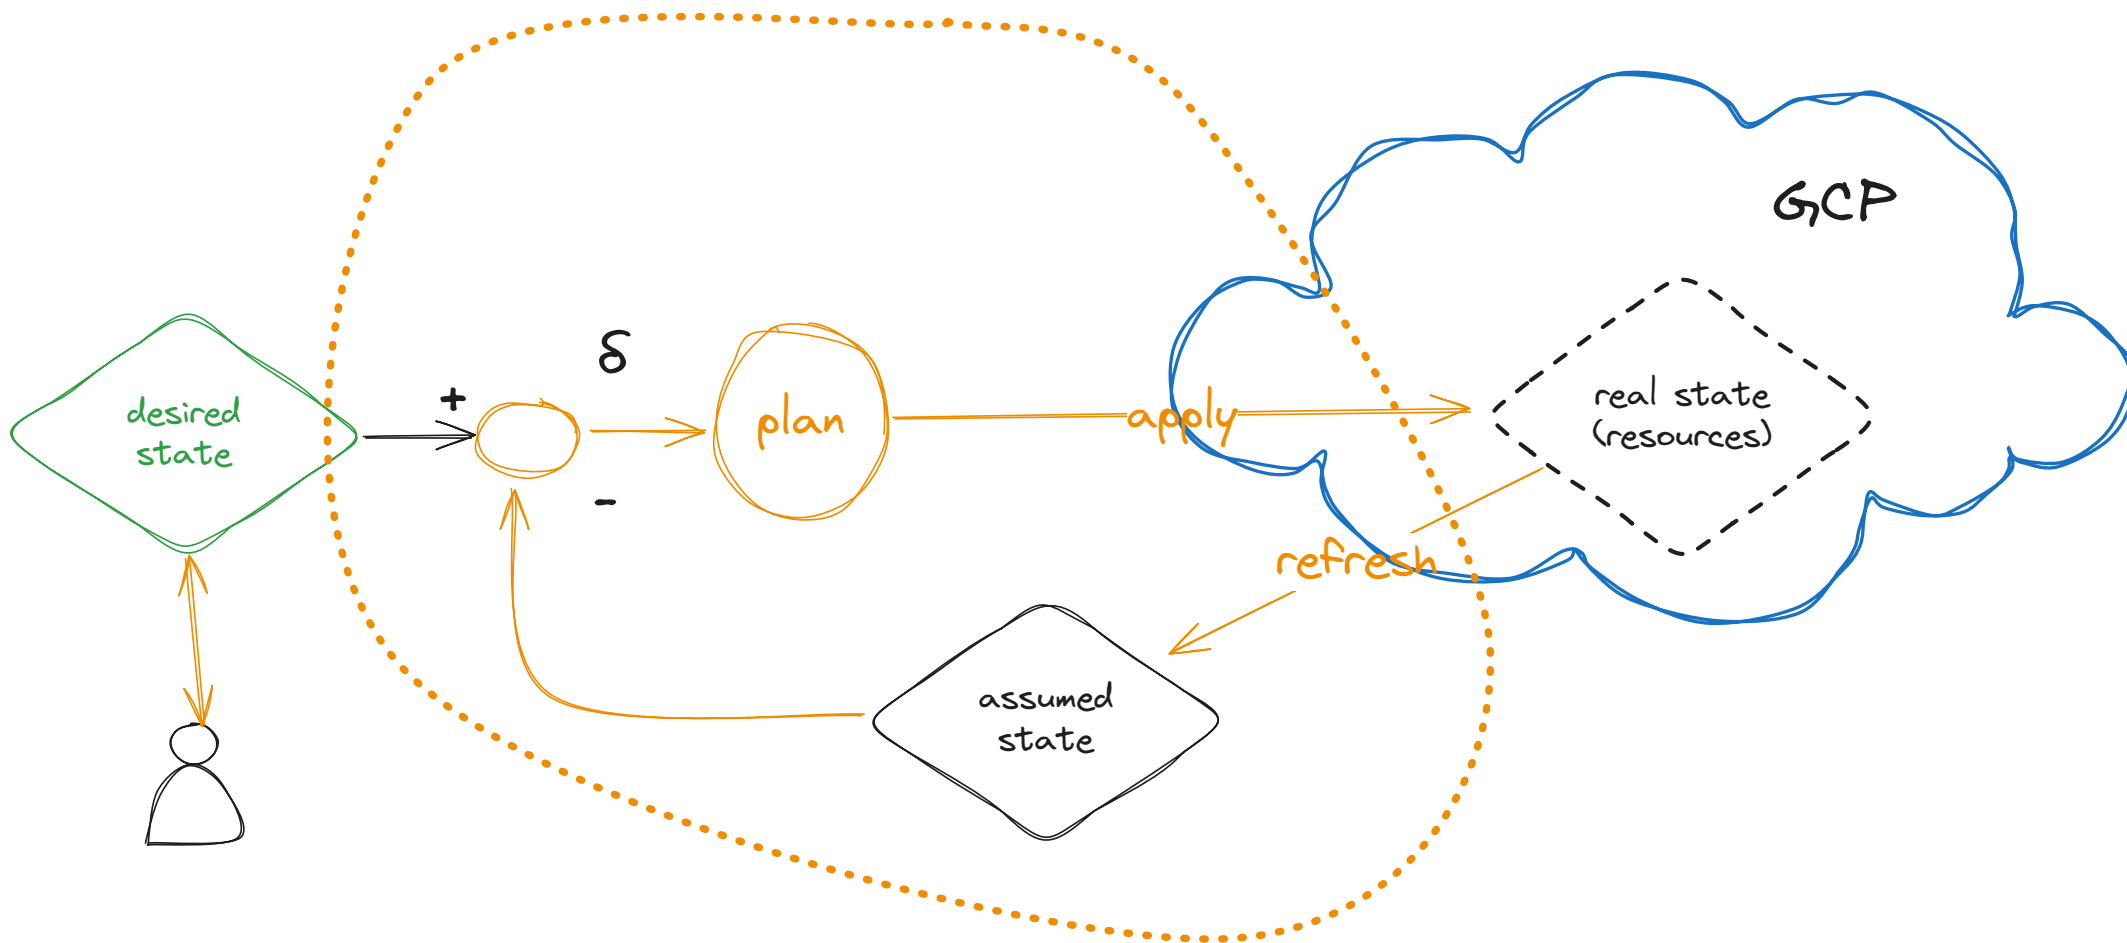 GCP
δ
+
desired
state
plan
apply
real state
(resources)
-
refresh
assumed
state